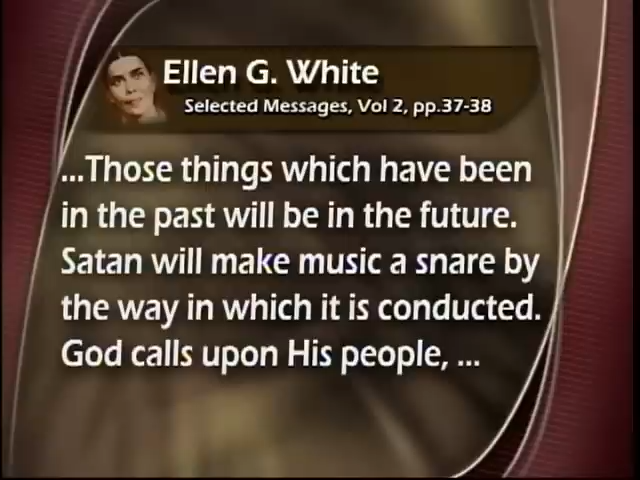 Ellen G. White
Selected Messages, Vol 2, pp.37-38
...Those things which have been
in the past will be in the future.
Satan will make music a snare by
the way in which it is conducted.
God calls upon His people, ...